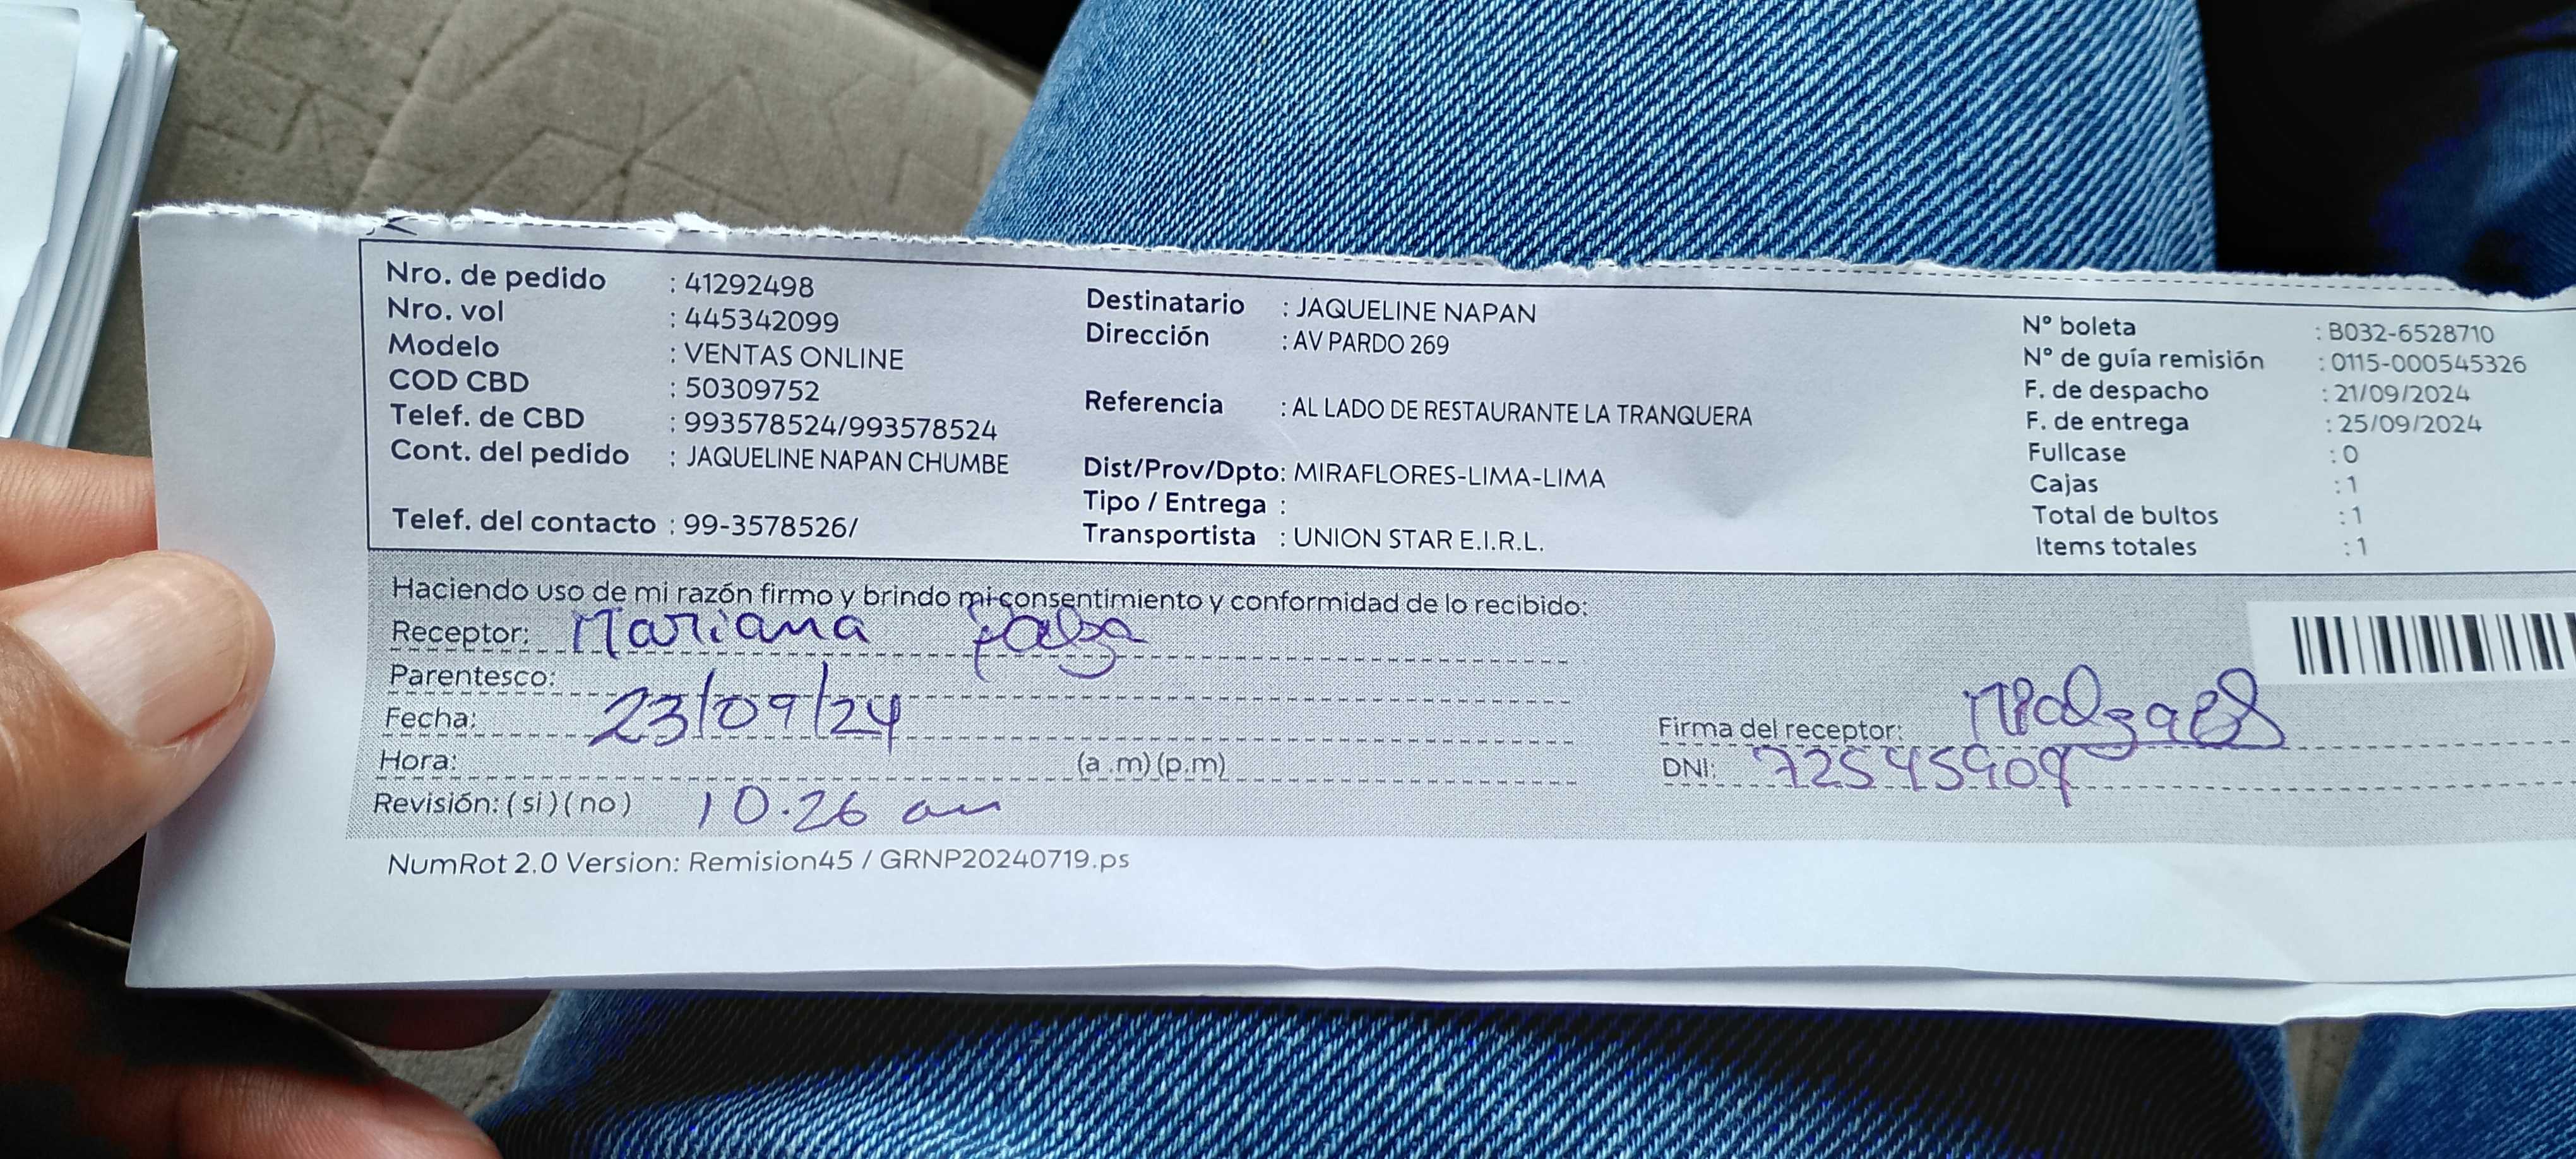 Nro. de pedido : 41292498
Nro. vol : 445342099
Modelo : VENTAS ONLINE
COD CBD : 50309752
Telef. de CBD : 993578524/993578524
Cont. del pedido : JAQUELINE NAPAN CHUMBE
Telef. del contacto : 99-3578526/
Destinatario : JAQUELINE NAPAN
Dirección : AV PARDO 269
Referencia : AL LADO DE RESTAURANTE LA TRANQUERA
Dist/Prov/Dpto: MIRAFLORES-LIMA-LIMA
Tipo / Entrega :
Transportista : UNION STAR E.I.R.L.
N° boleta : B032-6528710
N° de guía remisión : 0115-000545326
F. de despacho : 21/09/2024
F. de entrega : 25/09/2024
Fullcase : 0
Cajas : 1
Total de bultos : 1
Items totales : 1
Haciendo uso de mi razón firmo y brindo mi consentimiento y conformidad de lo recibido:
Receptor: Mariana
Parentesco:
Fecha: 23/09/24
Hora: (a .m) (p.m)
Revisión: ( si ) ( no ) 10.26 am
Firma del receptor:
DNI: 72545909
NumRot 2.0 Version: Remision45 / GRNP20240719.ps